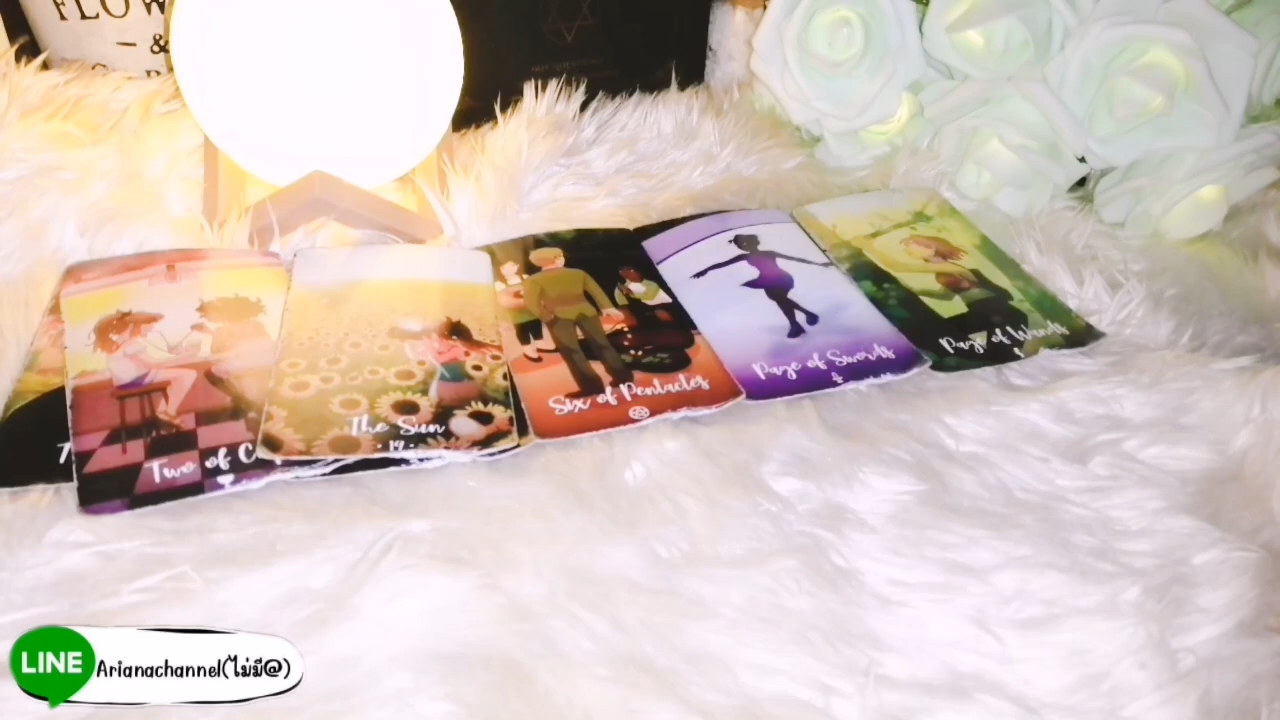 FLOW
- &
Two of C
The Sun
· 19 ·
Six of Pentacles
Page of Swords
Page of Wands
LINE Arianachannel(ไม่มี@)